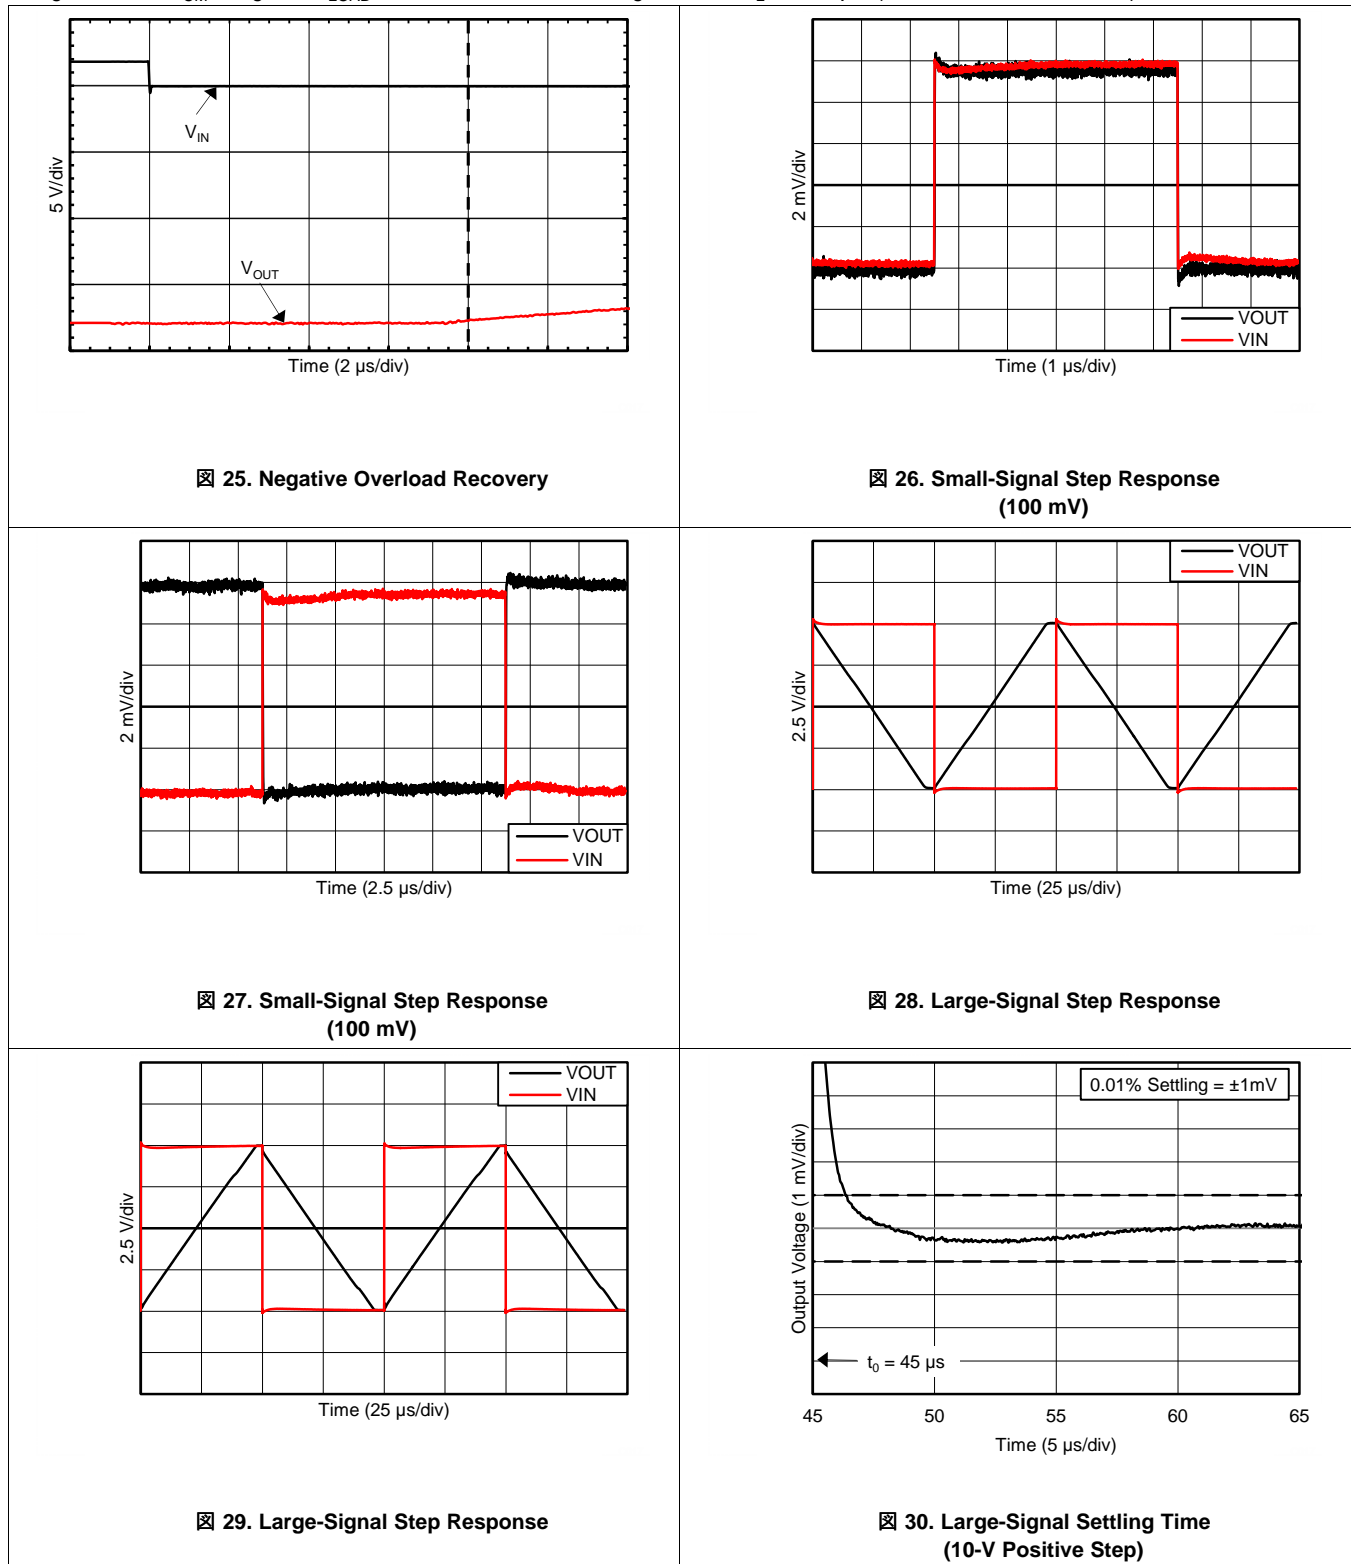 5 V/div
V_IN
V_OUT
Time (2 µs/div)
図 25. Negative Overload Recovery
2 mV/div
VOUT
VIN
Time (1 µs/div)
図 26. Small-Signal Step Response
(100 mV)
2 mV/div
VOUT
VIN
Time (2.5 µs/div)
図 27. Small-Signal Step Response
(100 mV)
2.5 V/div
VOUT
VIN
Time (25 µs/div)
図 28. Large-Signal Step Response
2.5 V/div
VOUT
VIN
Time (25 µs/div)
図 29. Large-Signal Step Response
Output Voltage (1 mV/div)
0.01% Settling = ±1mV
t0 = 45 µs
45 50 55 60 65
Time (5 µs/div)
図 30. Large-Signal Settling Time
(10-V Positive Step)